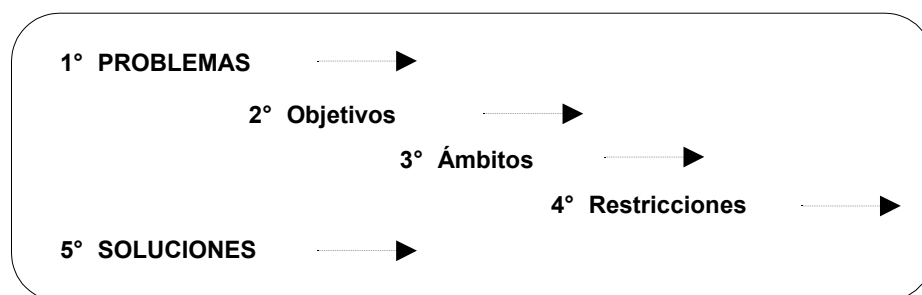 1° PROBLEMAS
2° Objetivos
3° Ámbitos
4° Restricciones
5° SOLUCIONES